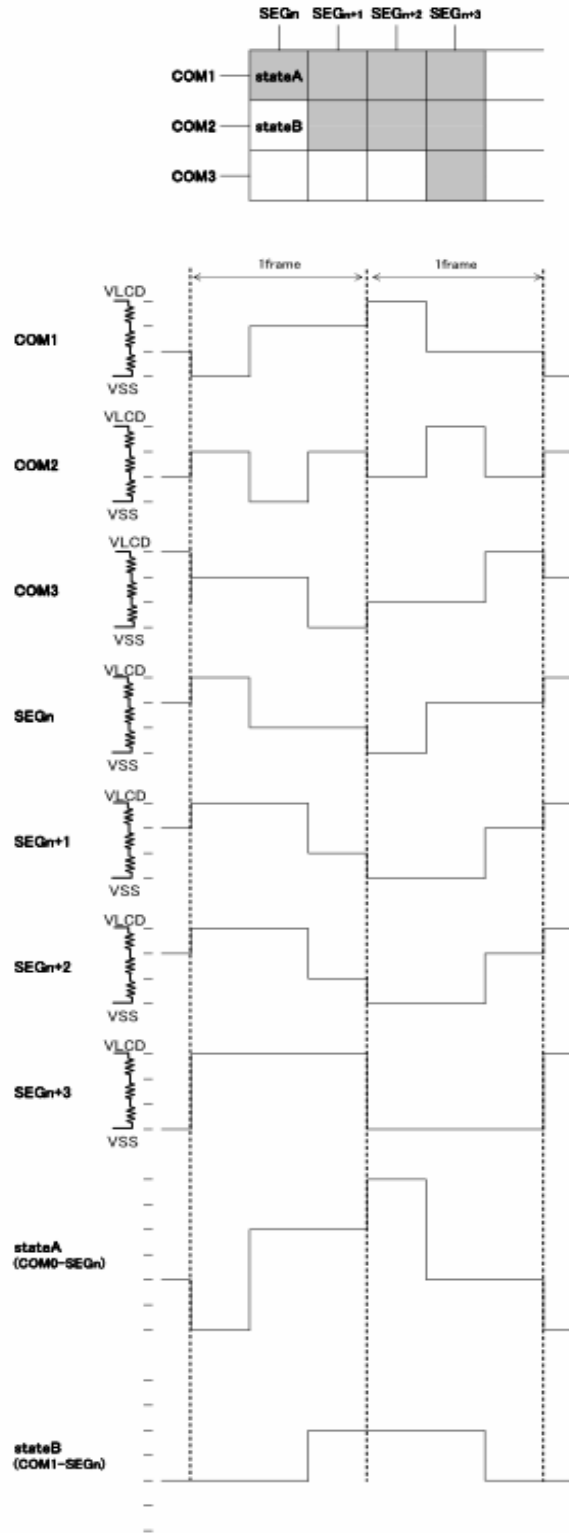 SEGn SEGn+1 SEGn+2 SEGn+3
COM1 stateA
COM2 stateB
COM3
1frame 1frame
VLCD
COM1
VSS
VLCD
COM2
VSS
VLCD
COM3
VSS
VLCD
SEGn
VSS
VLCD
SEGn+1
VSS
VLCD
SEGn+2
VSS
VLCD
SEGn+3
VSS
stateA
(COM0-SEGn)
stateB
(COM1-SEGn)